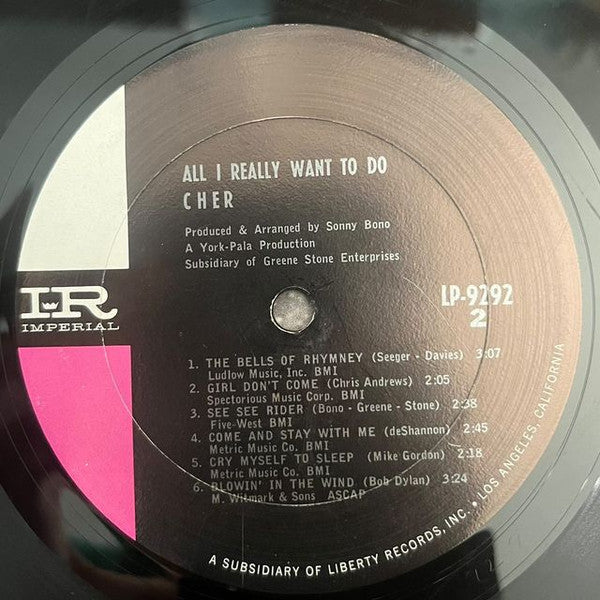 ALL I REALLY WANT TO DO
CHER
Produced & Arranged by Sonny Bono
A York-Pala Production
Subsidiary of Greene Stone Enterprises
IR
IMPERIAL
LP-9292
2
1. THE BELLS OF RHYMNEY (Seeger - Davies) 3:07
Ludlow Music, Inc. BMI
2. GIRL DON'T COME (Chris Andrews) 2:05
Spectorious Music Corp. BMI
3. SEE SEE RIDER (Bono - Greene - Stone) 2:38
Five-West BMI
4. COME AND STAY WITH ME (deShannon) 2:45
Metric Music Co. BMI
5. CRY MYSELF TO SLEEP (Mike Gordon) 2:18
Metric Music Co. BMI
6. BLOWIN' IN THE WIND (Bob Dylan) 3:24
M. Witmark & Sons ASCAP
A SUBSIDIARY OF LIBERTY RECORDS, INC. • LOS ANGELES, CALIFORNIA